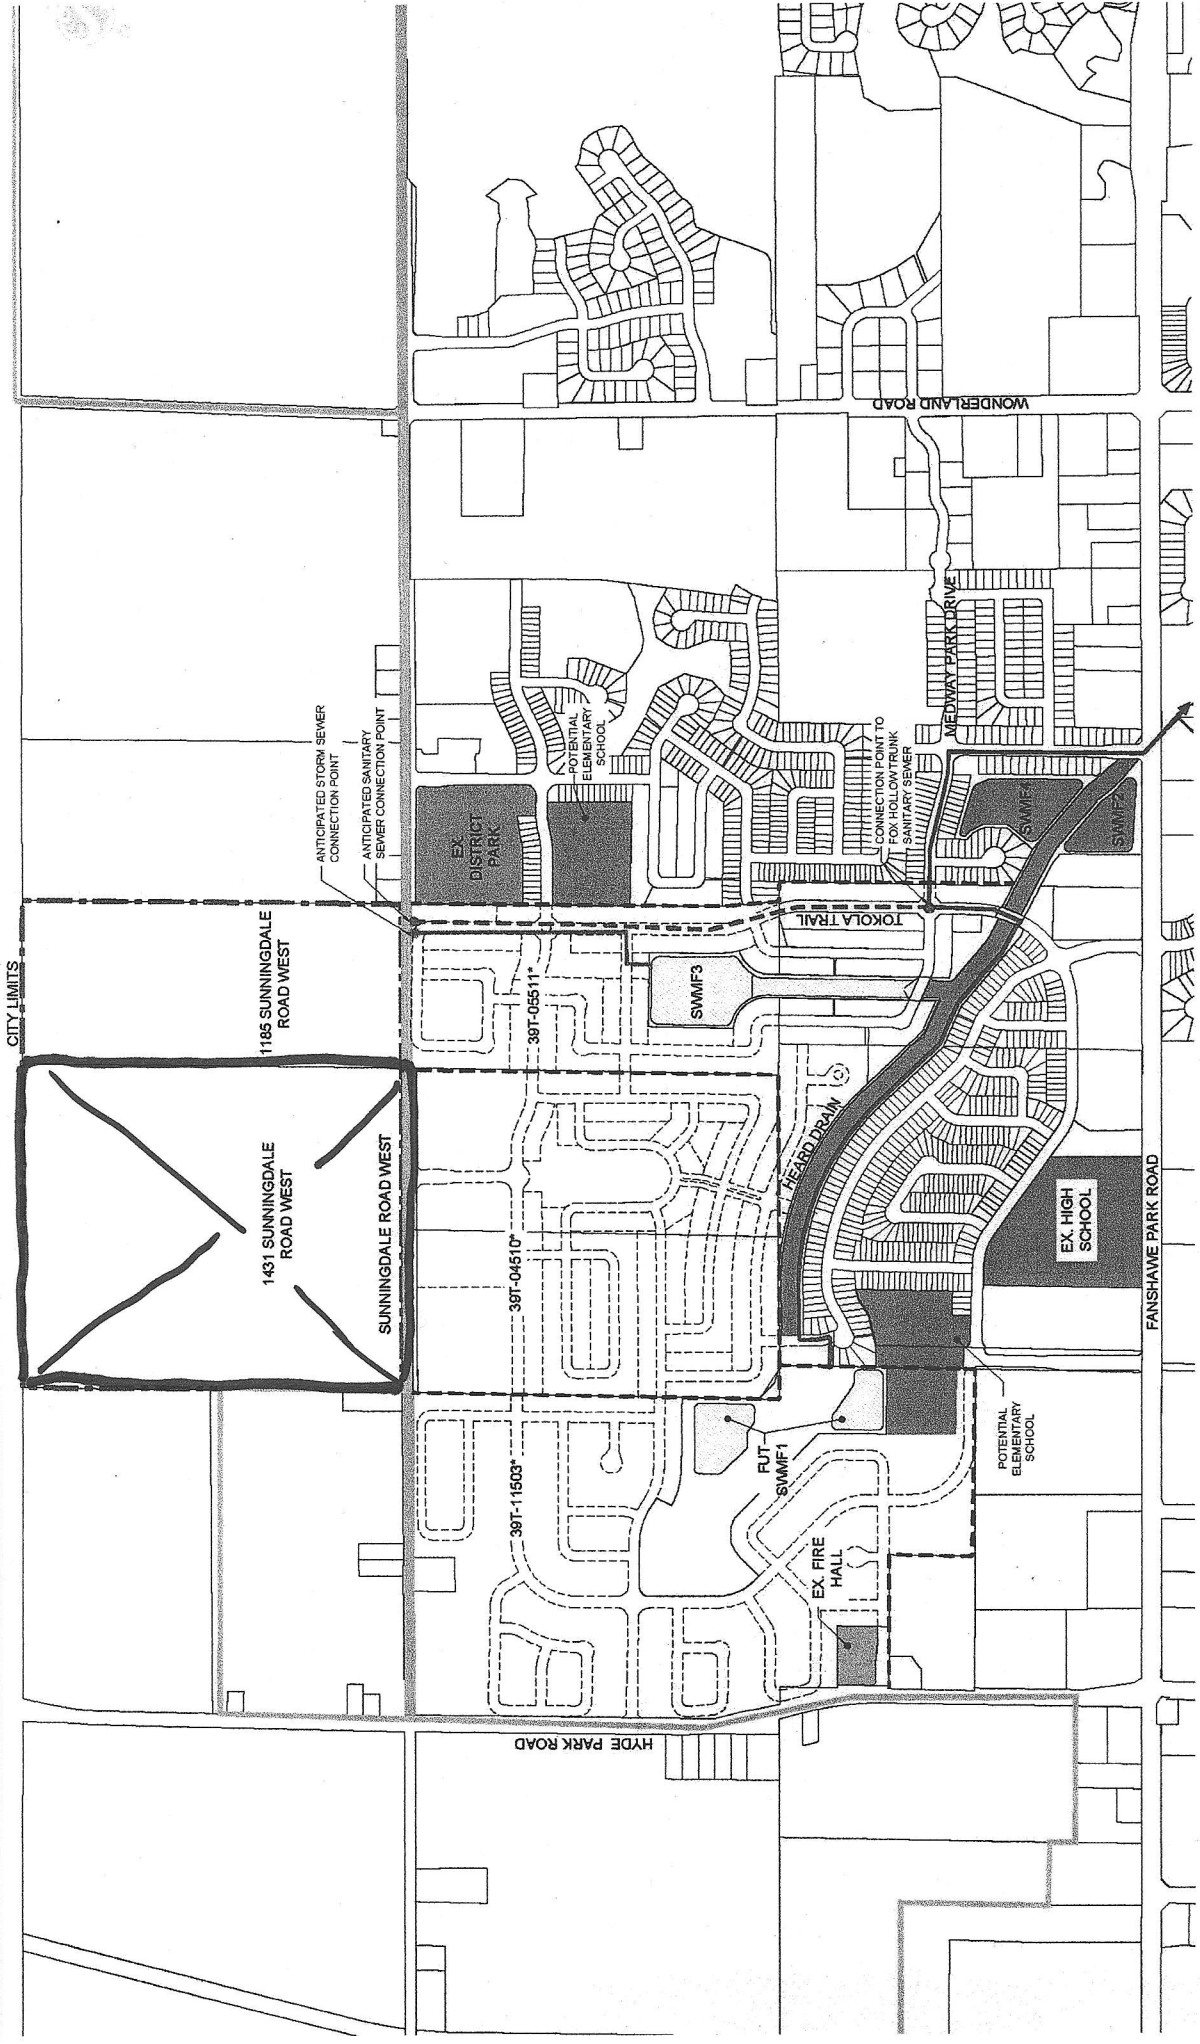 CITY LIMITS
1185 SUNNINGDALE
ROAD WEST
1431 SUNNINGDALE
ROAD WEST
SUNNINGDALE ROAD WEST
ANTICIPATED STORM SEWER
CONNECTION POINT
ANTICIPATED SANITARY
SEWER CONNECTION POINT
EX.
DISTRICT
PARK
POTENTIAL
ELEMENTARY
SCHOOL
39T-05511*
39T-04510*
39T-11503*
SWMF3
TOKOLA TRAIL
CONNECTION POINT TO
FOX HOLLOW TRUNK
SANITARY SEWER
MEDWAY PARK DRIVE
WONDERLAND ROAD
SWMF4
SWMF2
HEARD DRAIN
EX. HIGH
SCHOOL
FANSHAWE PARK ROAD
FUT
SWMF1
POTENTIAL
ELEMENTARY
SCHOOL
EX. FIRE
HALL
HYDE PARK ROAD